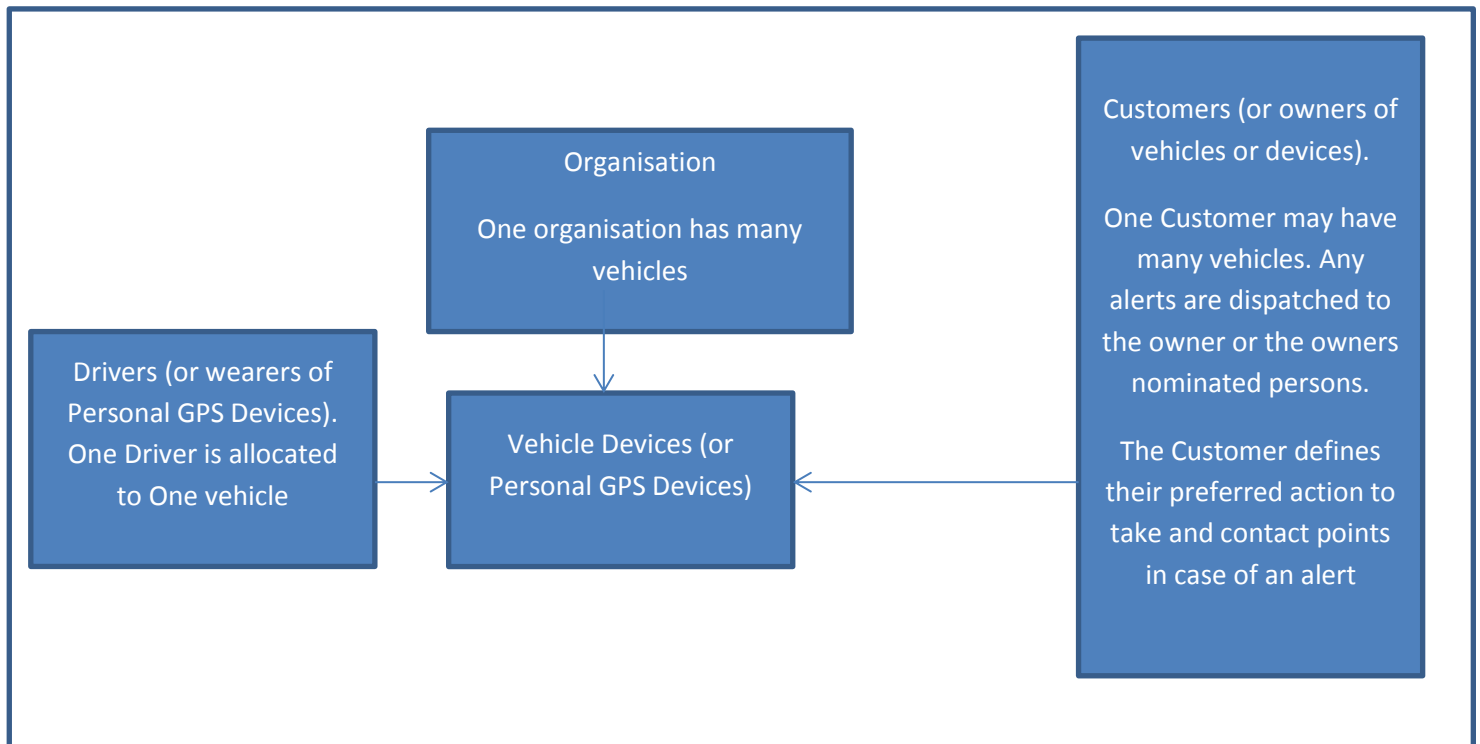 Organisation
One organisation has many
vehicles
Drivers (or wearers of
Personal GPS Devices).
One Driver is allocated
to One vehicle
Vehicle Devices (or
Personal GPS Devices)
Customers (or owners of
vehicles or devices).
One Customer may have
many vehicles. Any
alerts are dispatched to
the owner or the owners
nominated persons.
The Customer defines
their preferred action to
take and contact points
in case of an alert